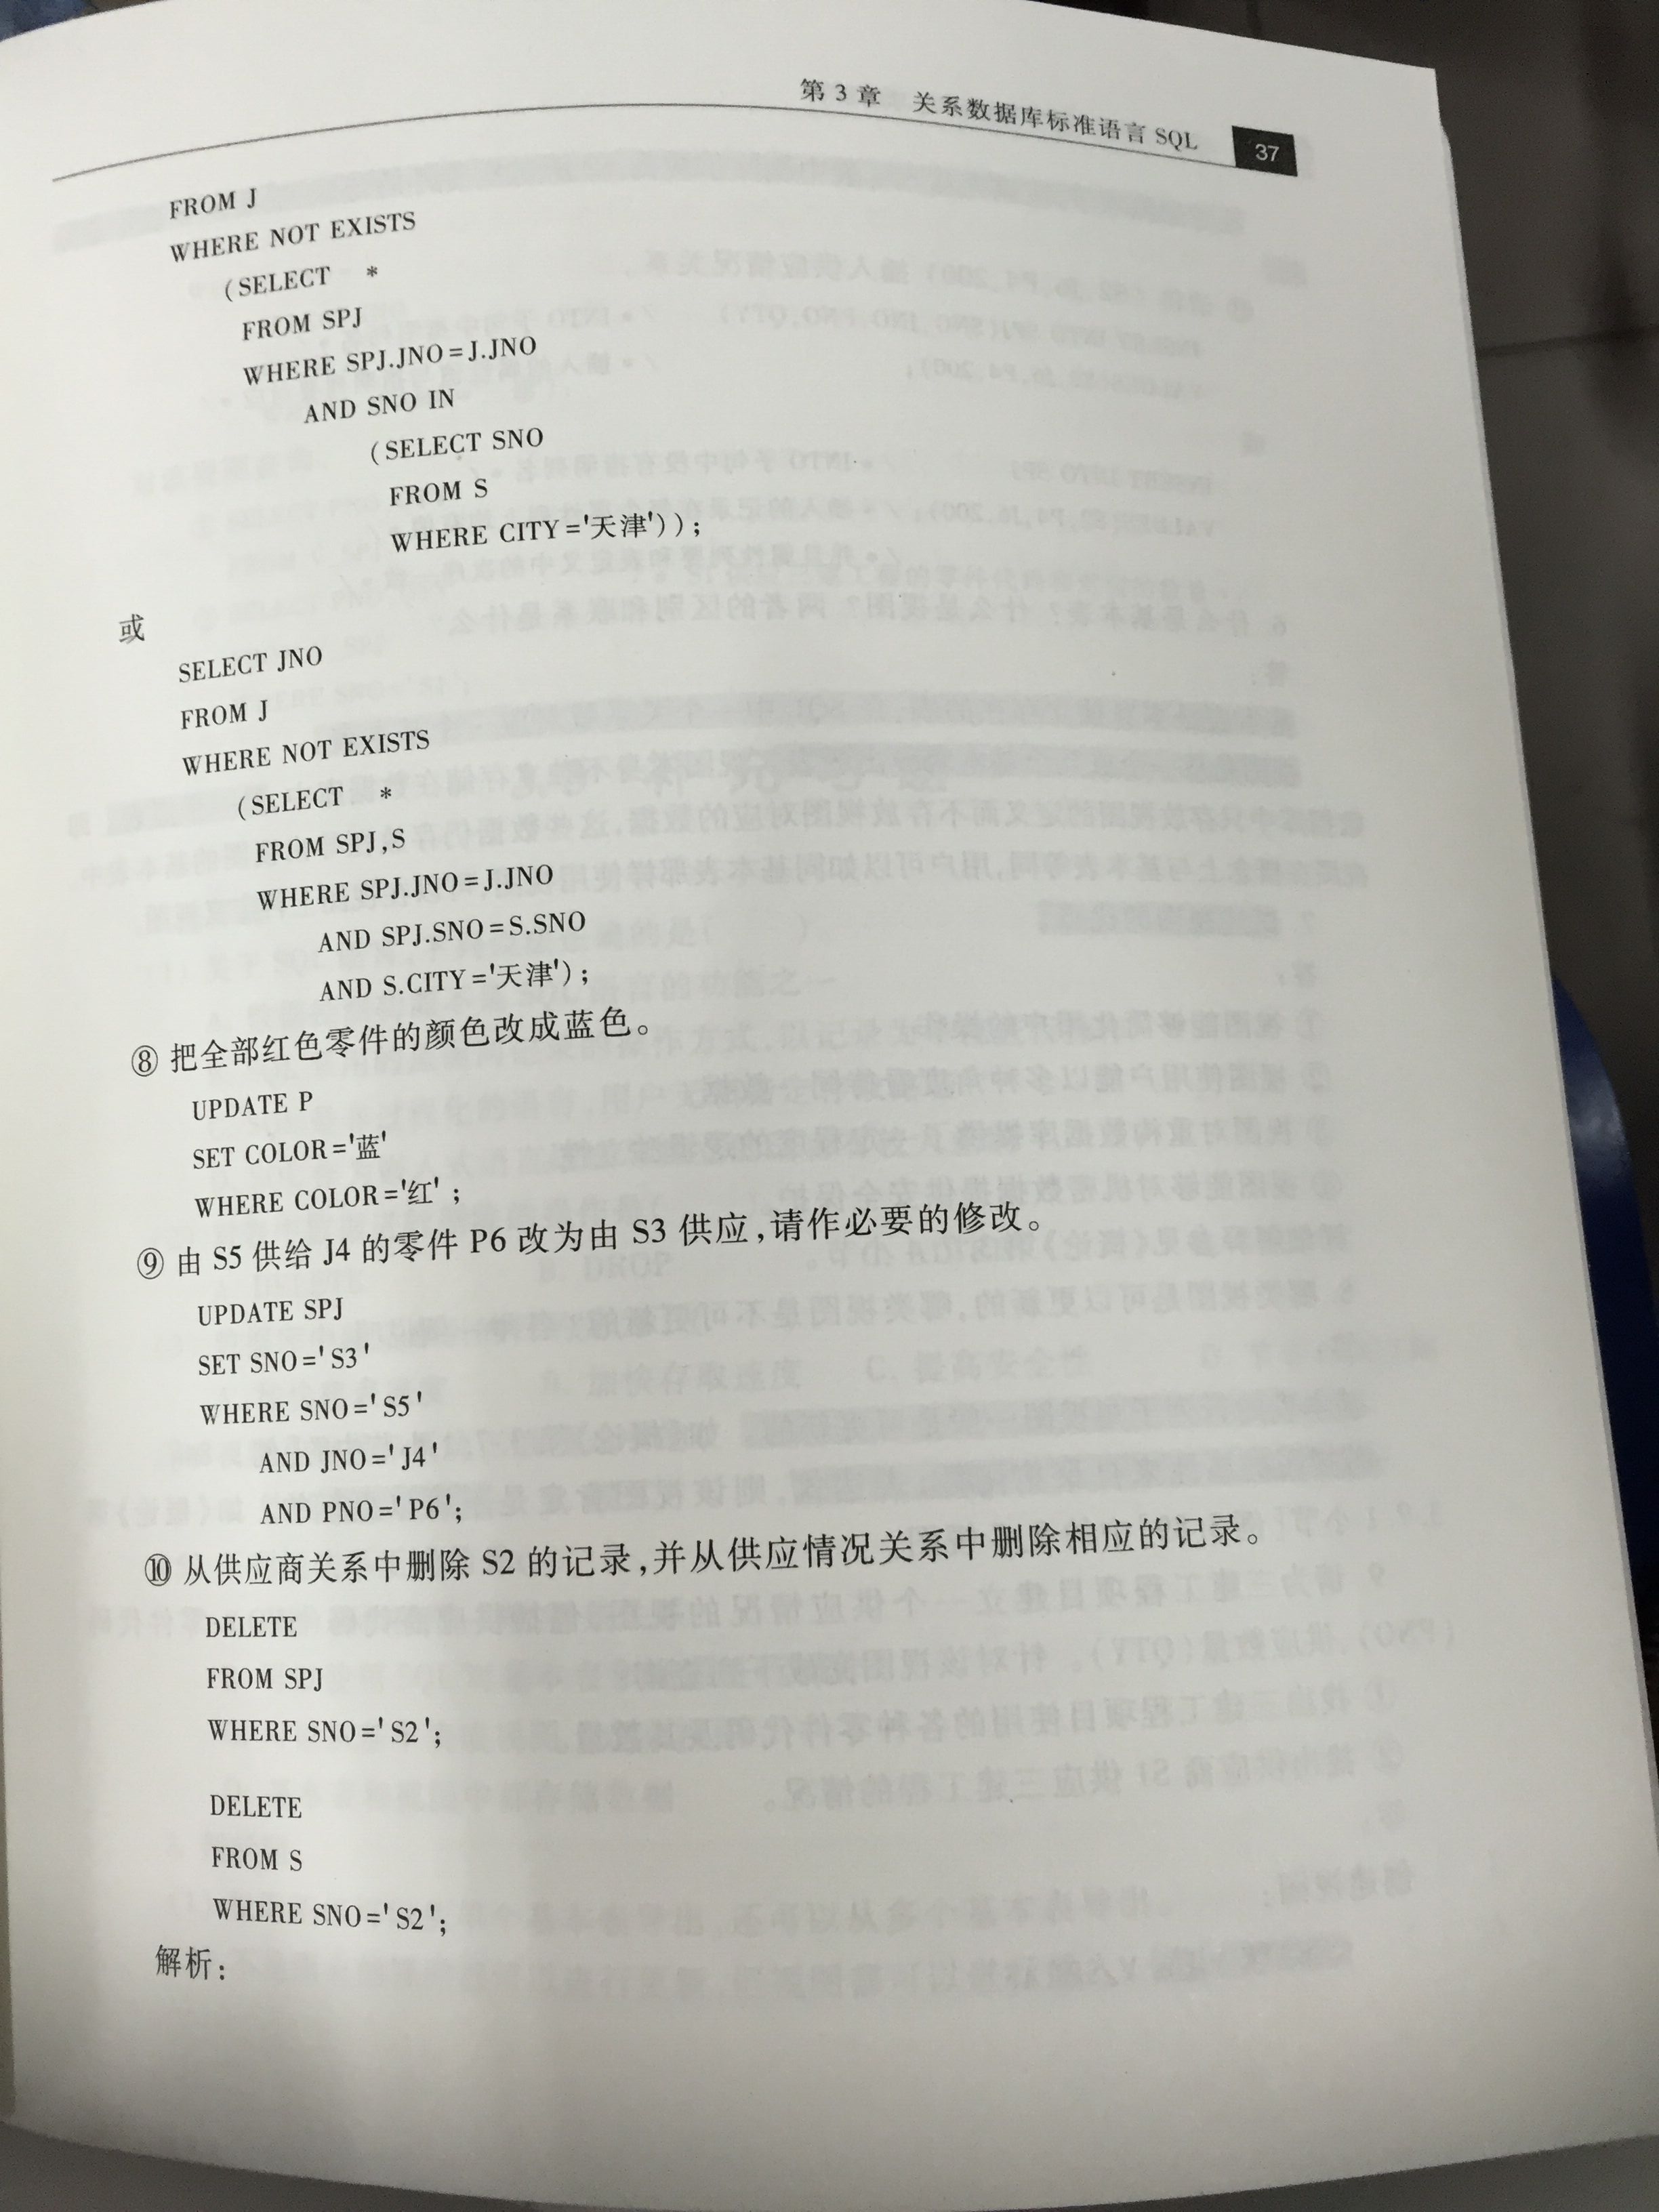 第 3 章 关系数据库标准语言 SQL 37
FROM J
WHERE NOT EXISTS
(SELECT *
FROM SPJ
WHERE SPJ.JNO=J.JNO
AND SNO IN
(SELECT SNO
FROM S
WHERE CITY='天津'));
或
SELECT JNO
FROM J
WHERE NOT EXISTS
(SELECT *
FROM SPJ,S
WHERE SPJ.JNO=J.JNO
AND SPJ.SNO=S.SNO
AND S.CITY='天津');
⑧ 把全部红色零件的颜色改成蓝色。
UPDATE P
SET COLOR='蓝'
WHERE COLOR='红' ;
⑨ 由 S5 供给 J4 的零件 P6 改为由 S3 供应,请作必要的修改。
UPDATE SPJ
SET SNO='S3'
WHERE SNO='S5'
AND JNO='J4'
AND PNO='P6';
⑩ 从供应商关系中删除 S2 的记录,并从供应情况关系中删除相应的记录。
DELETE
FROM SPJ
WHERE SNO='S2';
DELETE
FROM S
WHERE SNO='S2';
解析: